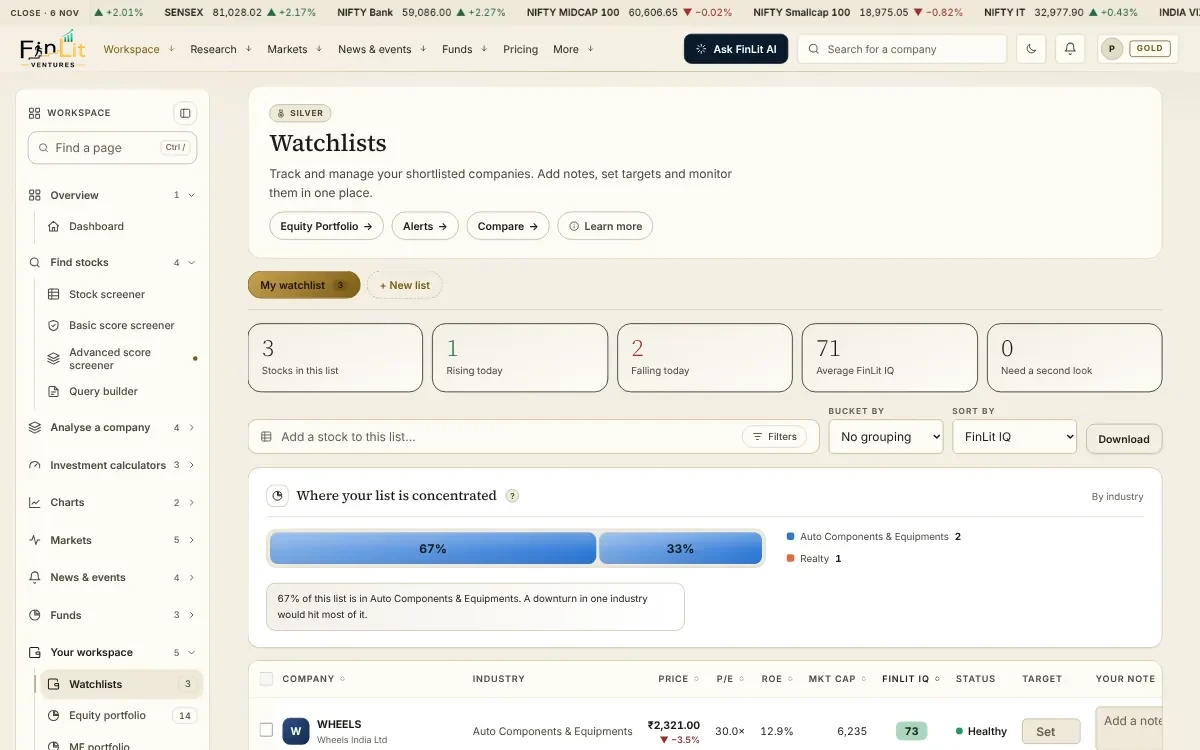 CLOSE · 6 NOV ▲ +2.01% SENSEX 81,028.02 ▲ +2.17% NIFTY Bank 59,086.00 ▲ +2.27% NIFTY MIDCAP 100 60,606.65 ▼ −0.02% NIFTY Smallcap 100 18,975.05 ▼ −0.82% NIFTY IT 32,977.90 ▲ +0.43% INDIA VI
FinLit
VENTURES
Workspace Research Markets News & events Funds Pricing More
Ask FinLit AI
Search for a company
P GOLD
WORKSPACE
Find a page Ctrl /
Overview 1
Dashboard
Find stocks 4
Stock screener
Basic score screener
Advanced score
screener
Query builder
Analyse a company 4
Investment calculators 3
Charts 2
Markets 5
News & events 4
Funds 3
Your workspace 5
Watchlists 3
Equity portfolio 14
MF portfolio
SILVER
Watchlists
Track and manage your shortlisted companies. Add notes, set targets and monitor
them in one place.
Equity Portfolio → Alerts → Compare → Learn more
My watchlist 3 + New list
3
Stocks in this list
1
Rising today
2
Falling today
71
Average FinLit IQ
0
Need a second look
Add a stock to this list... Filters
BUCKET BY
No grouping
SORT BY
FinLit IQ
Download
Where your list is concentrated ?
By industry
67% 33%
Auto Components & Equipments 2
Realty 1
67% of this list is in Auto Components & Equipments. A downturn in one industry
would hit most of it.
COMPANY INDUSTRY PRICE P/E ROE MKT CAP FINLIT IQ STATUS TARGET YOUR NOTE
W WHEELS
Wheels India Ltd
Auto Components & Equipments
₹2,321.00
▼ −3.5%
30.0× 12.9% 6,235 73 Healthy Set Add a note